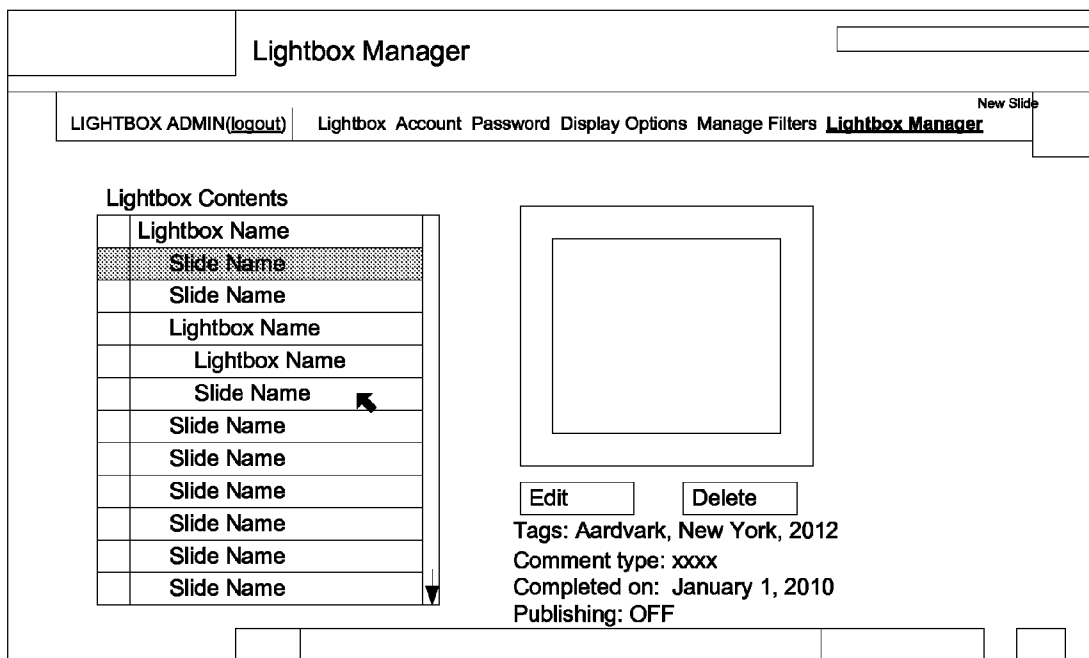 Lightbox Manager
New Slide
LIGHTBOX ADMIN(logout) Lightbox Account Password Display Options Manage Filters Lightbox Manager
Lightbox Contents
Lightbox Name
Slide Name
Slide Name
Lightbox Name
Lightbox Name
Slide Name
Slide Name
Slide Name
Slide Name
Slide Name
Slide Name
Slide Name
Edit Delete
Tags: Aardvark, New York, 2012
Comment type: xxxx
Completed on: January 1, 2010
Publishing: OFF